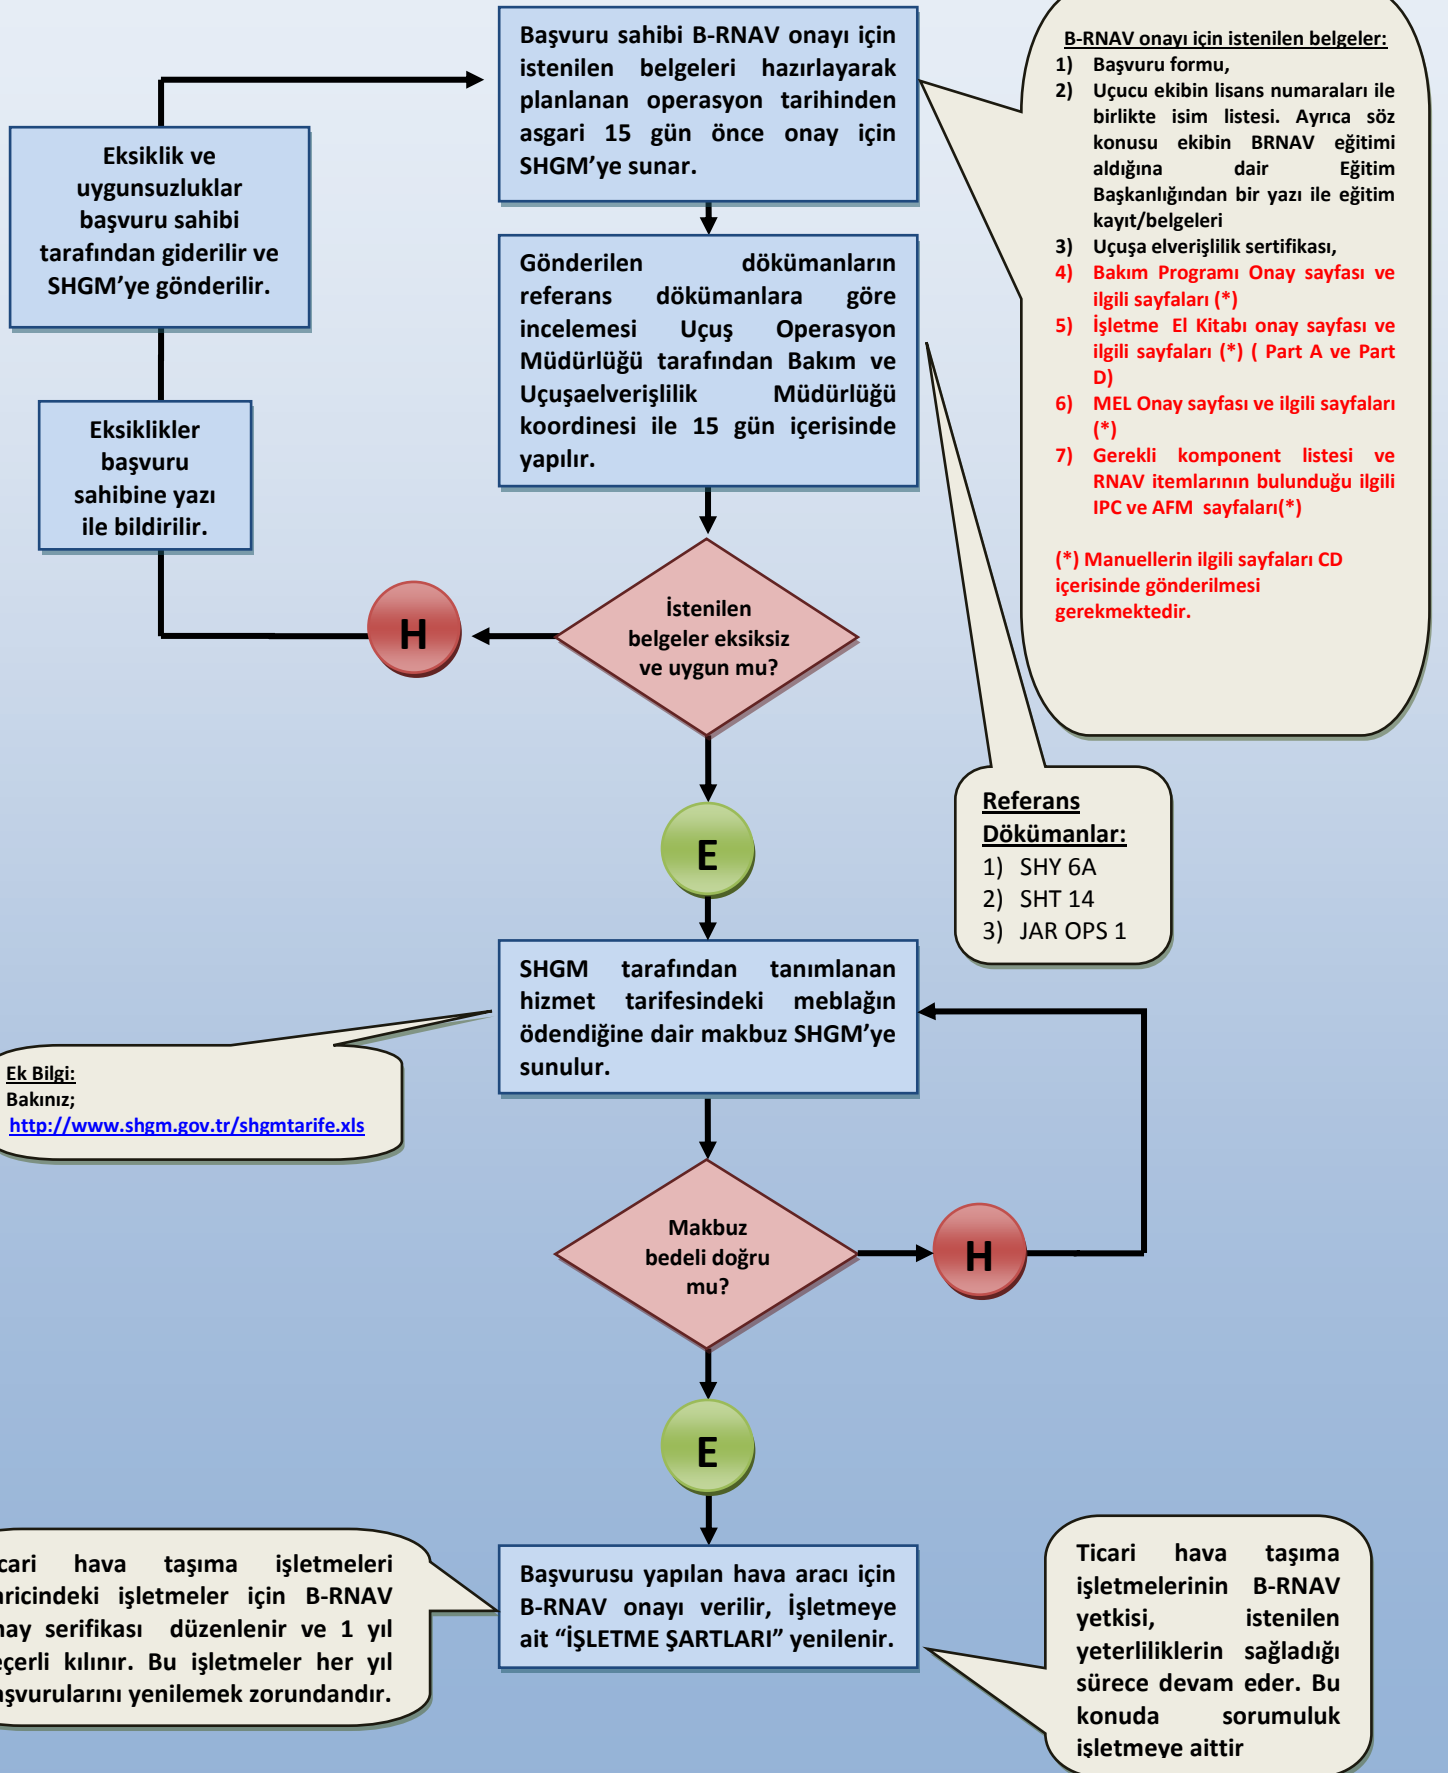 Başvuru sahibi B-RNAV onayı için
istenilen belgeleri hazırlayarak
planlanan operasyon tarihinden
asgari 15 gün önce onay için
SHGM’ye sunar.
B-RNAV onayı için istenilen belgeler:
1) Başvuru formu,
2) Uçucu ekibin lisans numaraları ile
birlikte isim listesi. Ayrıca söz
konusu ekibin BRNAV eğitimi
aldığına dair Eğitim
Başkanlığından bir yazı ile eğitim
kayıt/belgeleri
3) Uçuşa elverişlilik sertifikası,
4) Bakım Programı Onay sayfası ve
ilgili sayfaları (*)
5) İşletme El Kitabı onay sayfası ve
ilgili sayfaları (*) ( Part A ve Part
D)
6) MEL Onay sayfası ve ilgili sayfaları
(*)
7) Gerekli komponent listesi ve
RNAV itemlarının bulunduğu ilgili
IPC ve AFM sayfaları(*)
(*) Manuellerin ilgili sayfaları CD
içerisinde gönderilmesi
gerekmektedir.
Eksiklik ve
uygunsuzluklar
başvuru sahibi
tarafından giderilir ve
SHGM’ye gönderilir.
Gönderilen dökümanların
referans dökümanlara göre
incelemesi Uçuş Operasyon
Müdürlüğü tarafından Bakım ve
Uçuşaelverişlilik Müdürlüğü
koordinesi ile 15 gün içerisinde
yapılır.
Eksiklikler
başvuru
sahibine yazı
ile bildirilir.
İstenilen
belgeler eksiksiz
ve uygun mu?
H
E
Referans
Dökümanlar:
1) SHY 6A
2) SHT 14
3) JAR OPS 1
SHGM tarafından tanımlanan
hizmet tarifesindeki meblağın
ödendiğine dair makbuz SHGM’ye
sunulur.
Ek Bilgi:
Bakınız;
http://www.shgm.gov.tr/shgmtarife.xls
Makbuz
bedeli doğru
mu?
H
E
Başvurusu yapılan hava aracı için
B-RNAV onayı verilir, İşletmeye
ait “İŞLETME ŞARTLARI” yenilenir.
hava taşıma işletmeleri
işletmeler için B-RNAV
serifikası düzenlenir ve 1 yıl
kılınır. Bu işletmeler her yıl
yenilemek zorundandır.
Ticari hava taşıma
işletmelerinin B-RNAV
yetkisi, istenilen
yeterliliklerin sağladığı
sürece devam eder. Bu
konuda sorumuluk
işletmeye aittir